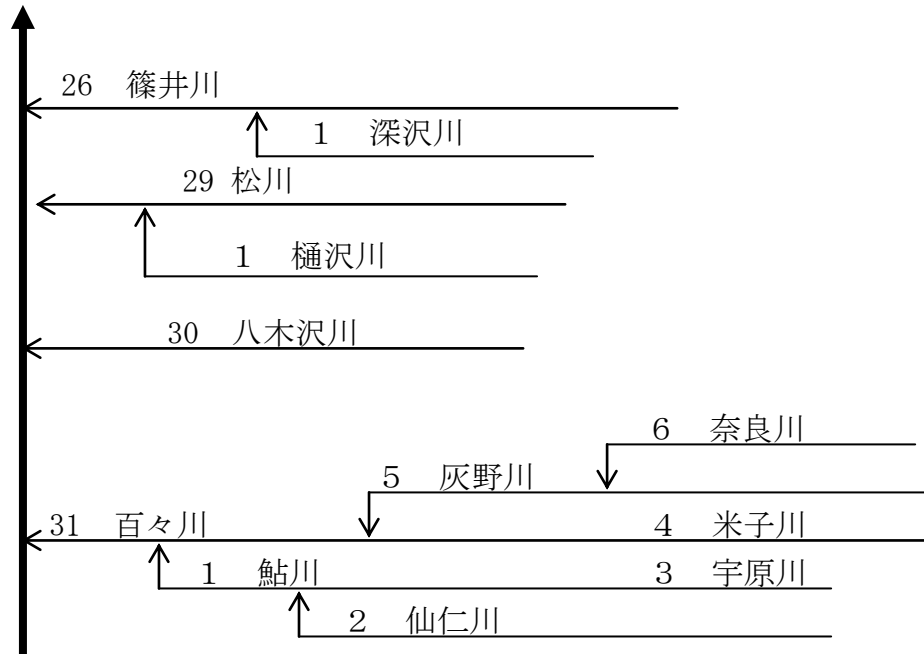 26 篠井川
1 深沢川
29 松川
1 樋沢川
30 八木沢川
6 奈良川
5 灰野川
31 百々川 4 米子川
1 鮎川 3 宇原川
2 仙仁川